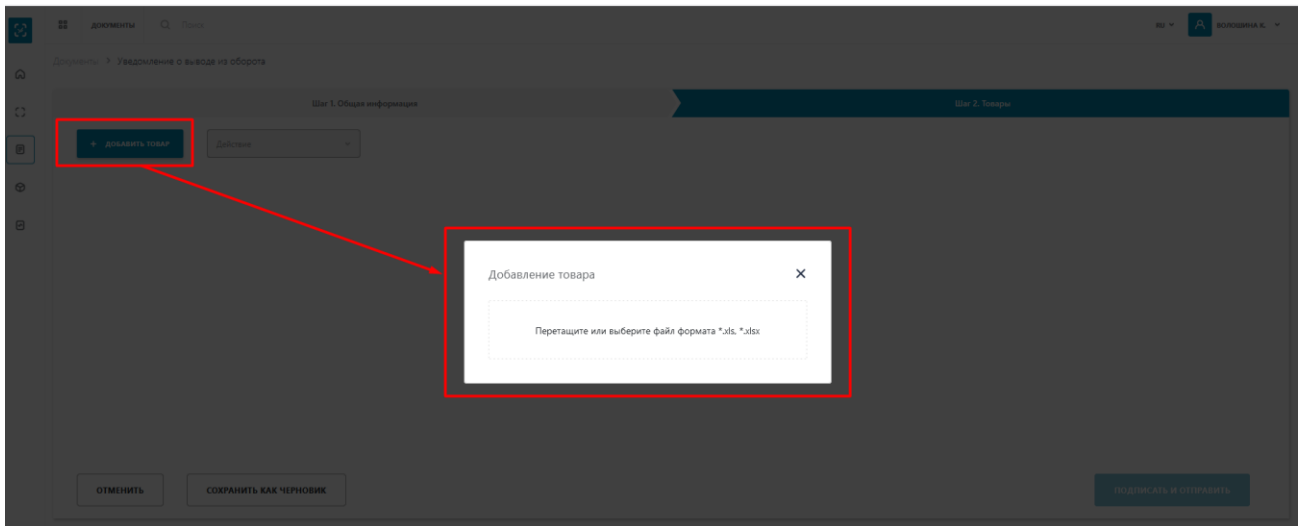 ДОКУМЕНТЫ Поиск RU ВОЛОШИНА К.
Документы > Уведомление о выводе из оборота
Шаг 1. Общая информация Шаг 2. Товары
+ ДОБАВИТЬ ТОВАР Действия
Добавление товара
Перетащите или выберите файл формата *.xls, *.xlsx
ОТМЕНИТЬ СОХРАНИТЬ КАК ЧЕРНОВИК ПОДПИСАТЬ И ОТПРАВИТЬ